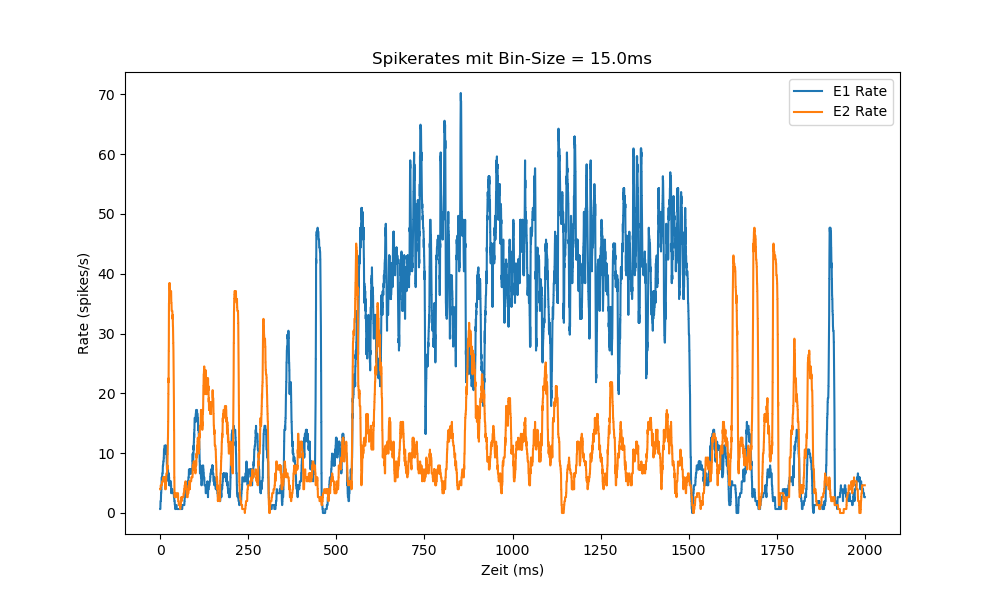 Spikerates mit Bin-Size = 15.0ms
E1 Rate
E2 Rate
70
60
50
40
30
20
10
0
Rate (spikes/s)
0 250 500 750 1000 1250 1500 1750 2000
Zeit (ms)